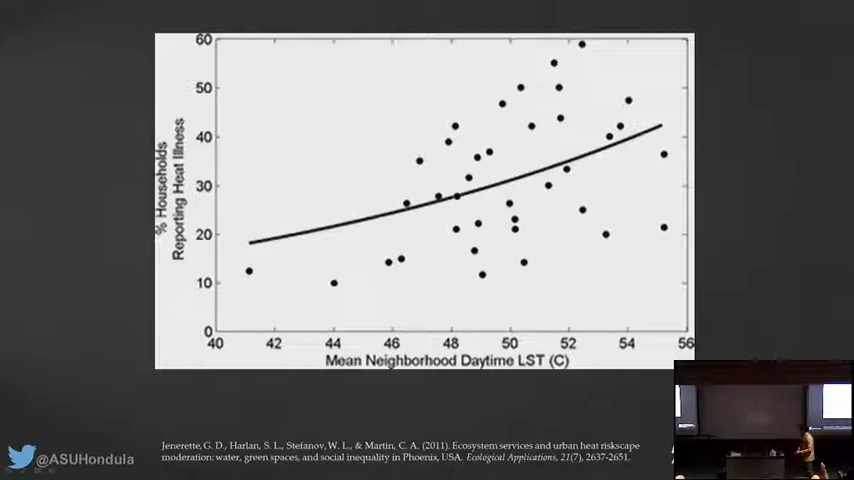 60
50
40
30
20
10
0
% Households
Reporting Heat Illness
40 42 44 46 48 50 52 54 56
Mean Neighborhood Daytime LST (C)
Jenerette, G. D., Harlan, S. L., Stefanov, W. L., & Martin, C. A. (2011). Ecosystem services and urban heat riskscape
moderation: water, green spaces, and social inequality in Phoenix, USA. Ecological Applications, 21(7), 2637-2651.
@ASUHondula